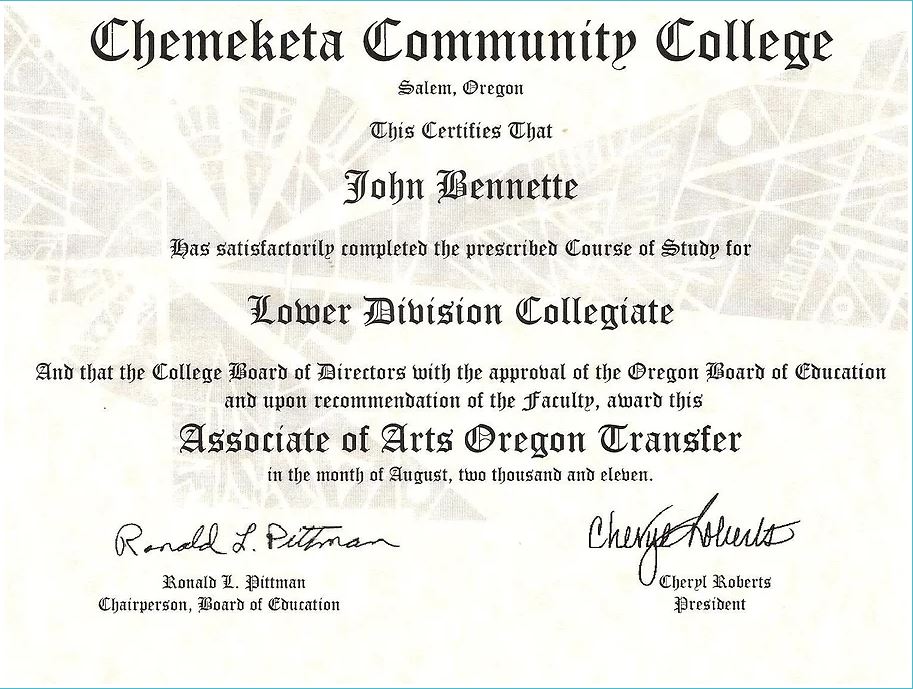 Chemeketa Community College
Salem, Oregon
This Certifies That
John Bennette
Has satisfactorily completed the prescribed Course of Study for
Lower Division Collegiate
And that the College Board of Directors with the approval of the Oregon Board of Education
and upon recommendation of the Faculty, award this
Associate of Arts Oregon Transfer
in the month of August, two thousand and eleven.
Ronald L. Pittman
Cheryl Roberts
Ronald L. Pittman
Cheryl Roberts
Chairperson, Board of Education
President